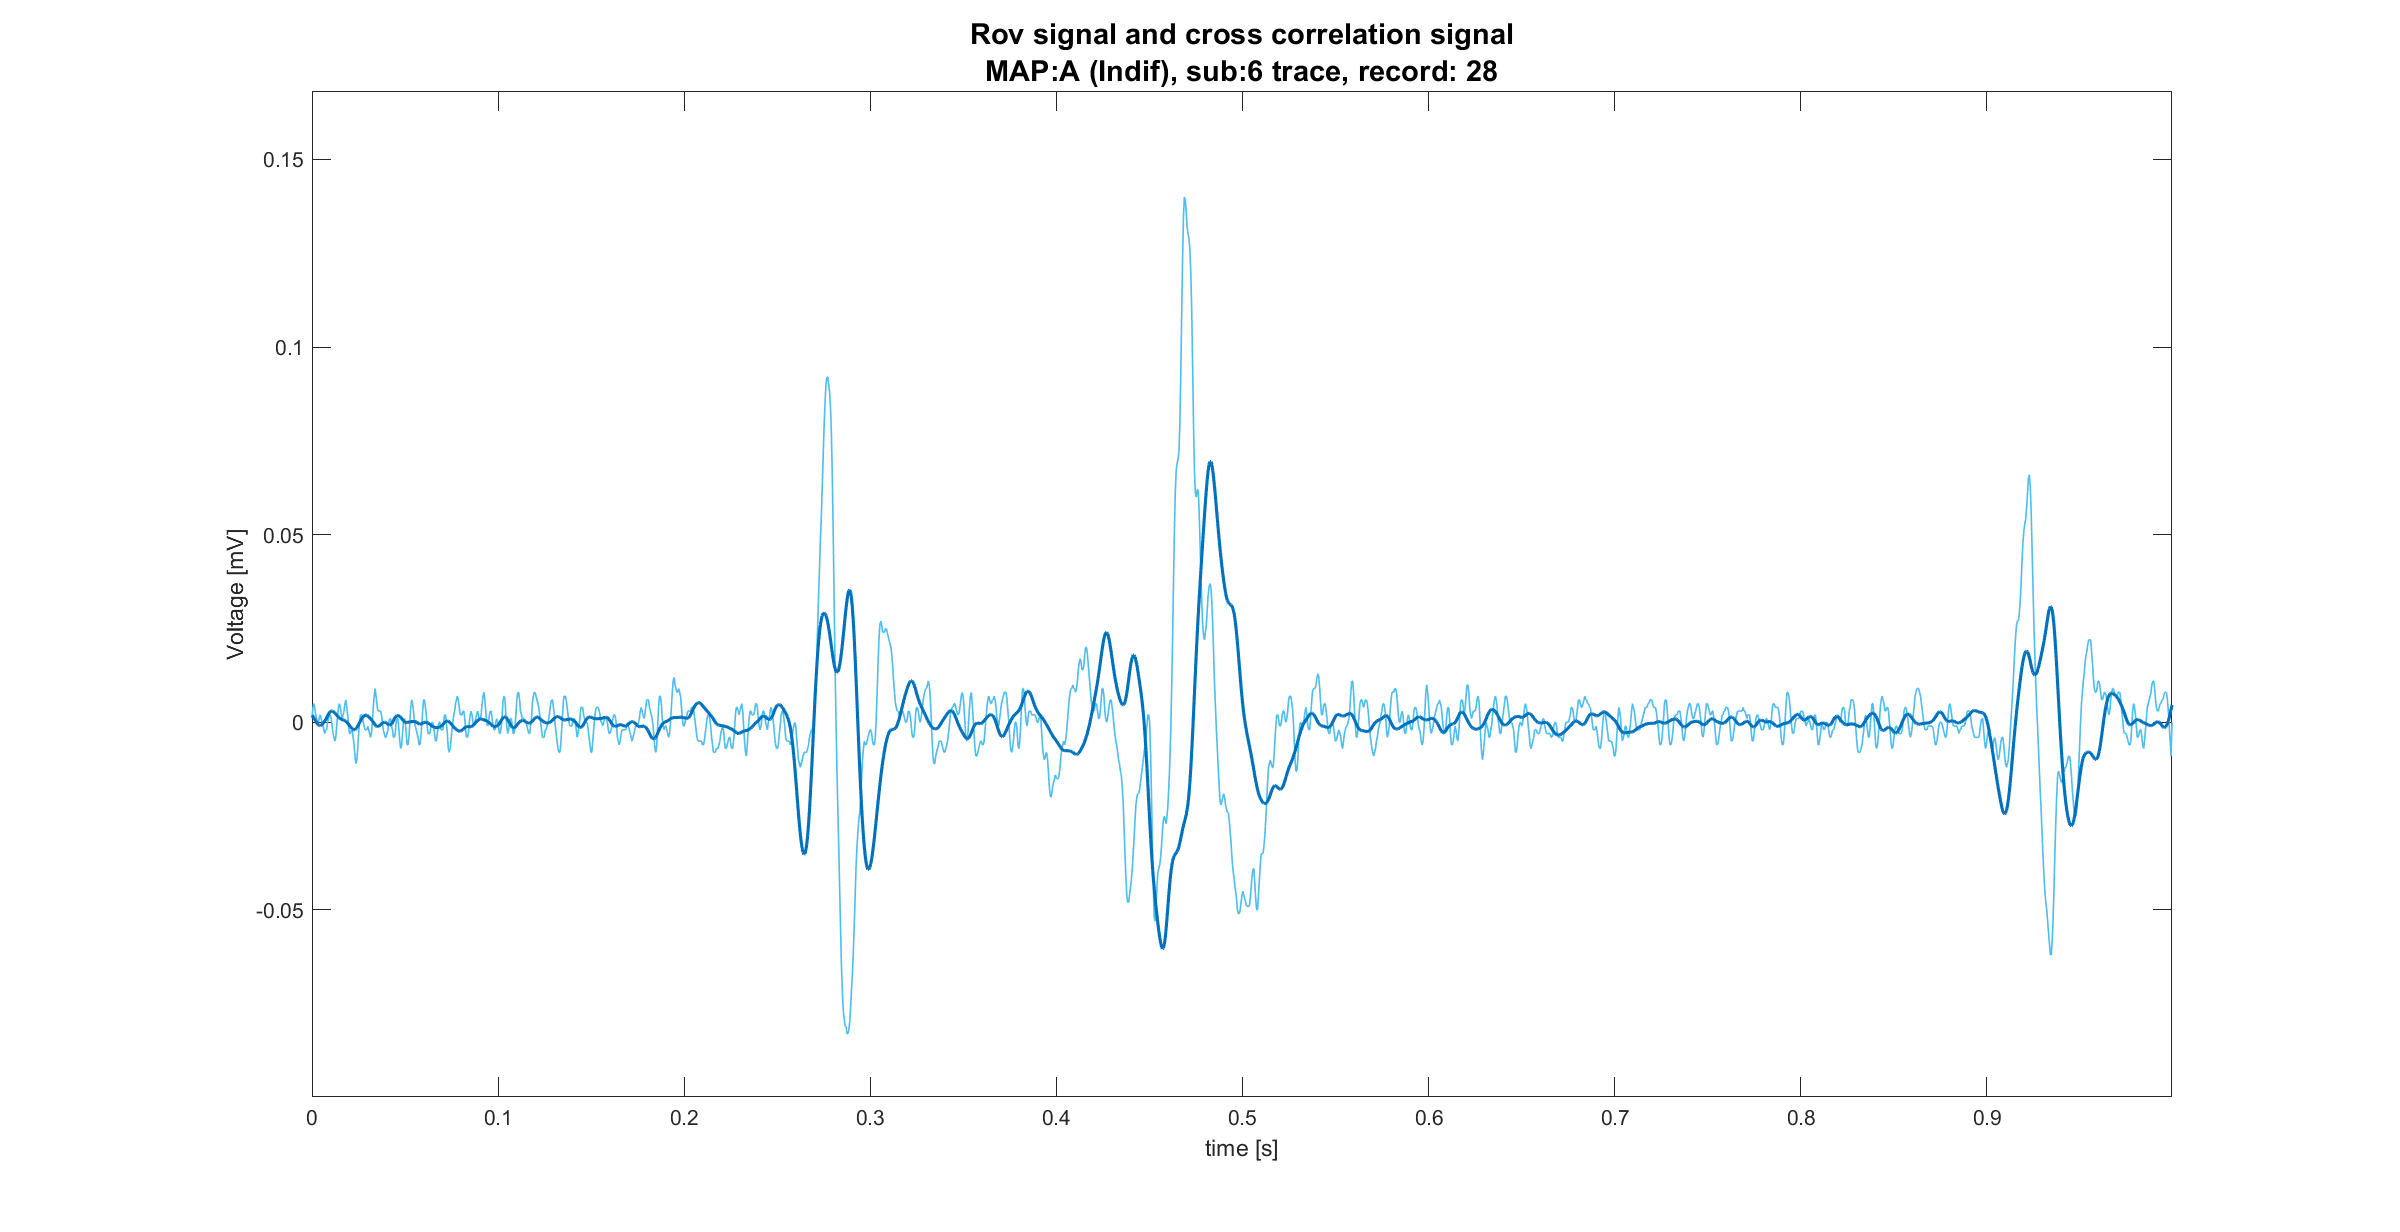 Rov signal and cross correlation signal
MAP:A (Indif), sub:6 trace, record: 28
0.15
0.1
0.05
0
-0.05
Voltage [mV]
0 0.1 0.2 0.3 0.4 0.5 0.6 0.7 0.8 0.9
time [s]